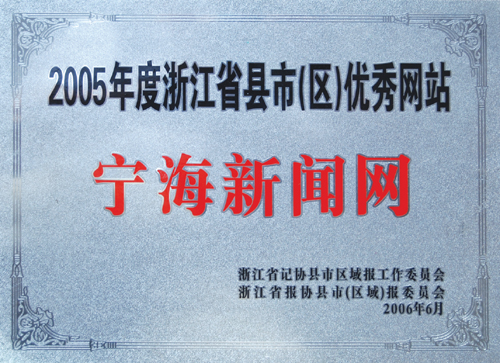 2005年度浙江省县市(区)优秀网站
宁海新闻网
浙江省记协县市区域报工作委员会
浙江省报协县市(区域)报委员会
2006年6月